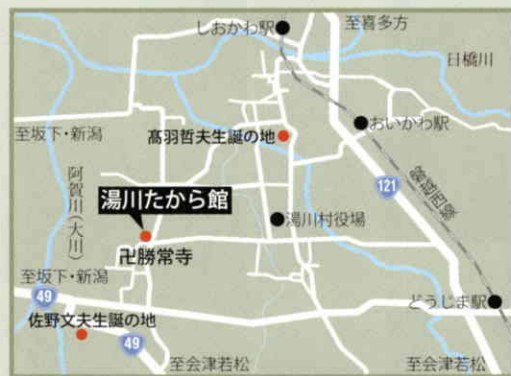 しおかわ駅
至喜多方
日橋川
至坂下・新潟
髙羽哲夫生誕の地
おいかわ駅
阿賀川(大川)
湯川たから館
121
磐越西線
卍勝常寺
湯川村役場
至坂下・新潟
49
どうじま駅
佐野文夫生誕の地
49
至会津若松
至会津若松